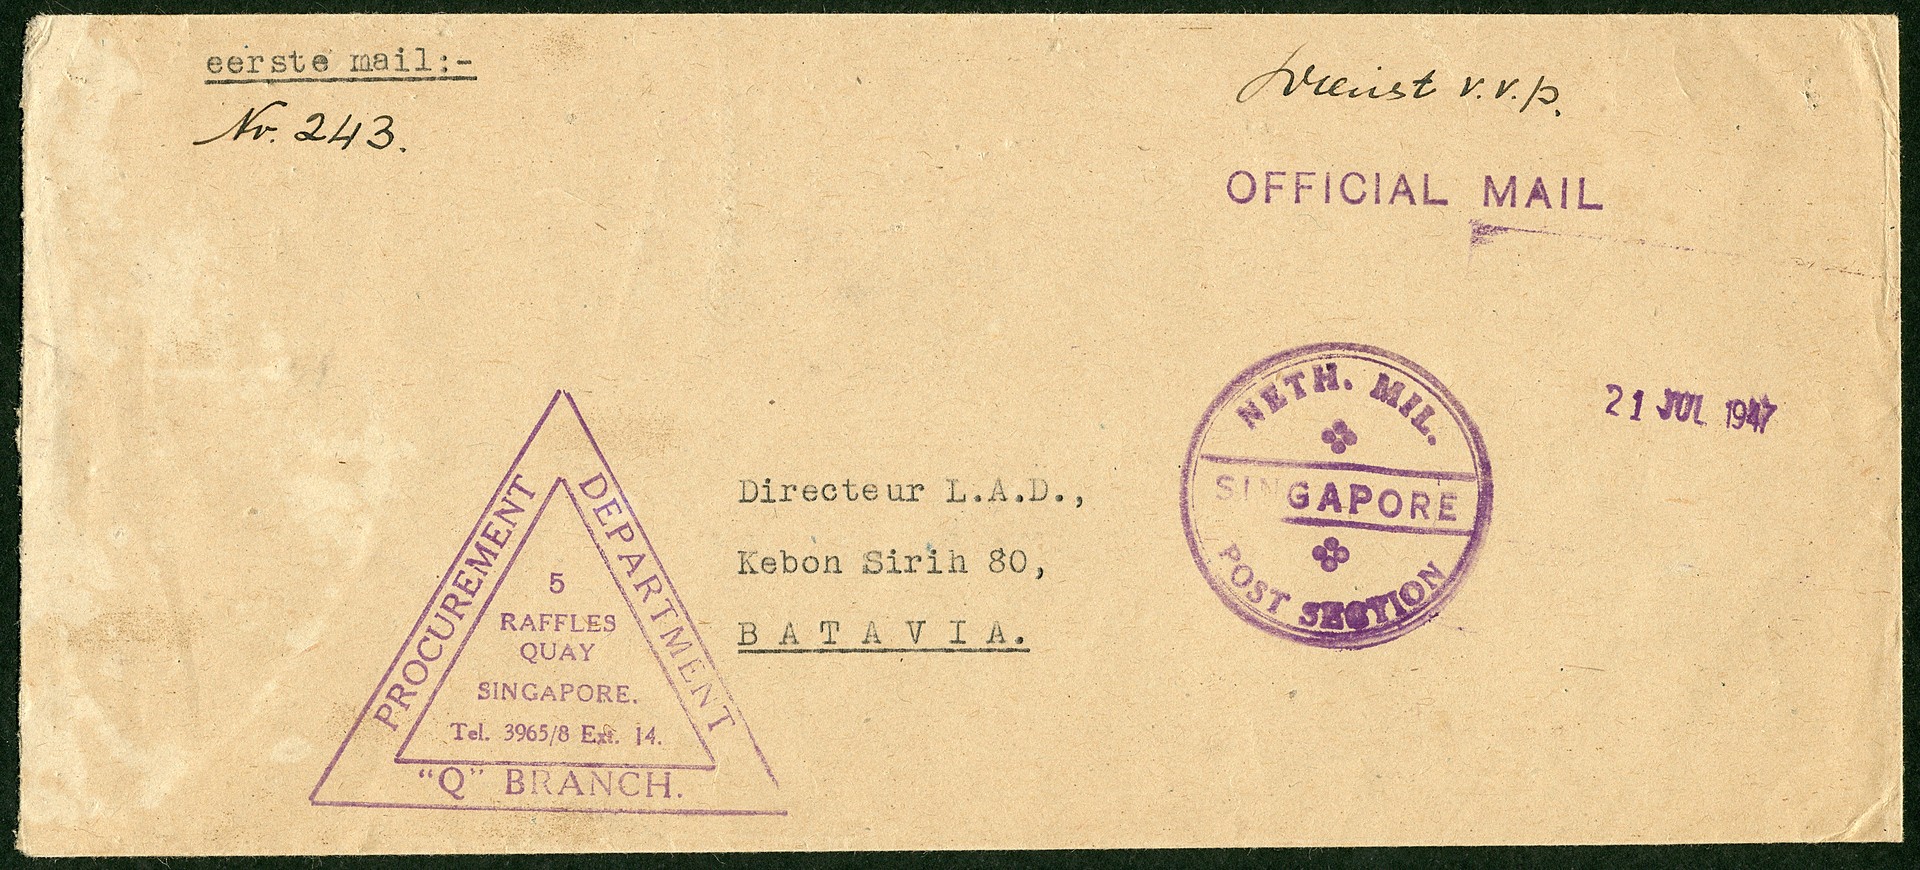 eerste mail:-
Nr. 243.
Dienst v.v.p.
OFFICIAL MAIL
NETH. MIL.
SINGAPORE
POST SECTION
21 JUL 1947
Directeur L.A.D.,
Kebon Sirih 80,
BATAVIA.
PROCUREMENT DEPARTMENT
5
RAFFLES
QUAY
SINGAPORE.
Tel. 3965/8 Ext. 14.
"Q" BRANCH.